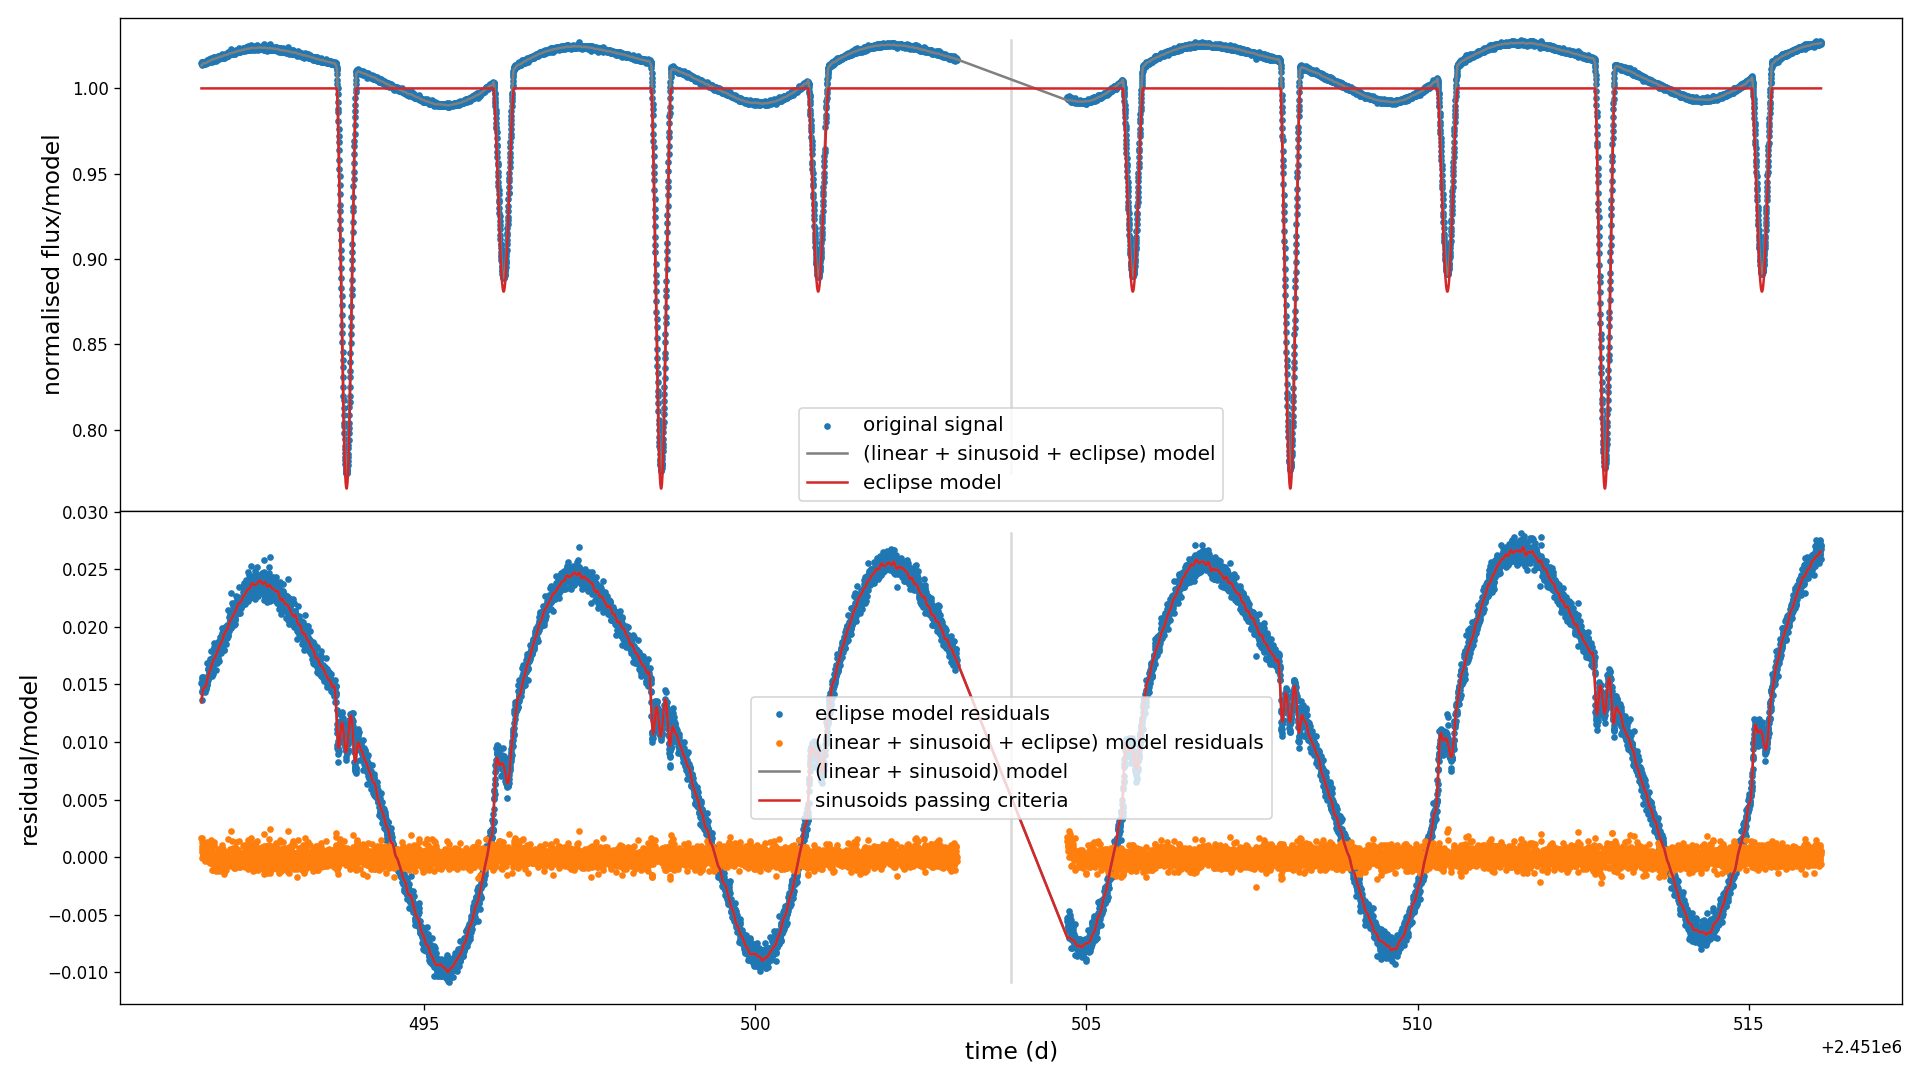 normalised flux/model
1.00
0.95
0.90
0.85
0.80
original signal
(linear + sinusoid + eclipse) model
eclipse model
residual/model
0.030
0.025
0.020
0.015
0.010
0.005
0.000
−0.005
−0.010
eclipse model residuals
(linear + sinusoid + eclipse) model residuals
(linear + sinusoid) model
sinusoids passing criteria
495
500
505
510
515
time (d)
+2.451e6